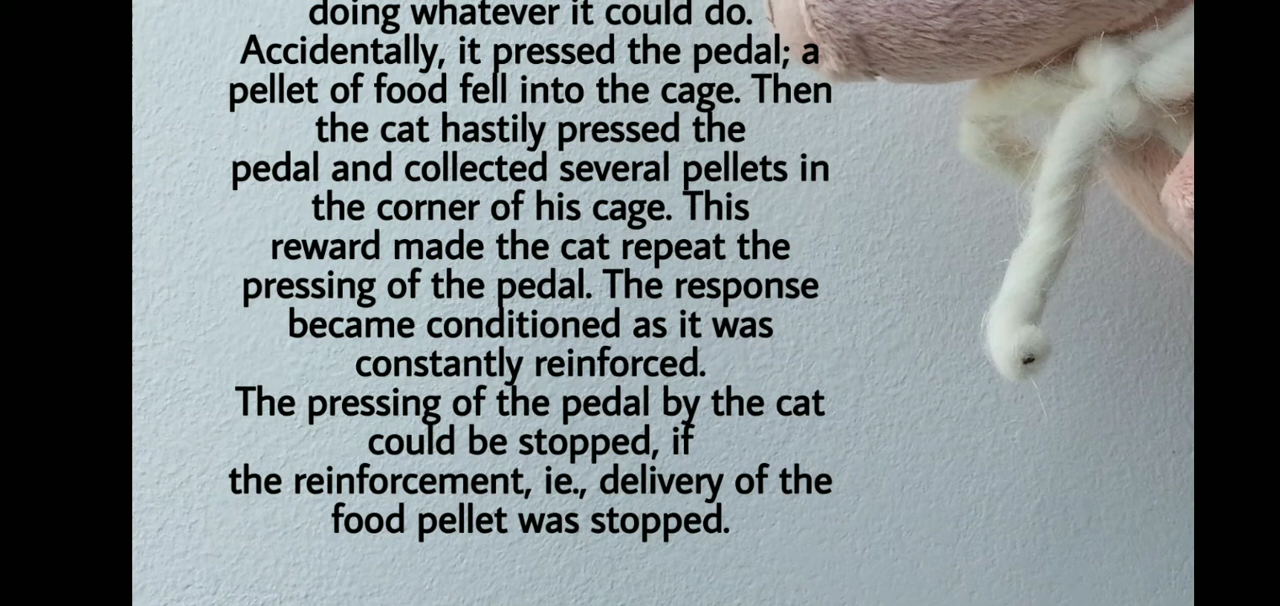 doing whatever it could do.
Accidentally, it pressed the pedal; a
pellet of food fell into the cage. Then
the cat hastily pressed the
pedal and collected several pellets in
the corner of his cage. This
reward made the cat repeat the
pressing of the pedal. The response
became conditioned as it was
constantly reinforced.
The pressing of the pedal by the cat
could be stopped, if
the reinforcement, ie., delivery of the
food pellet was stopped.